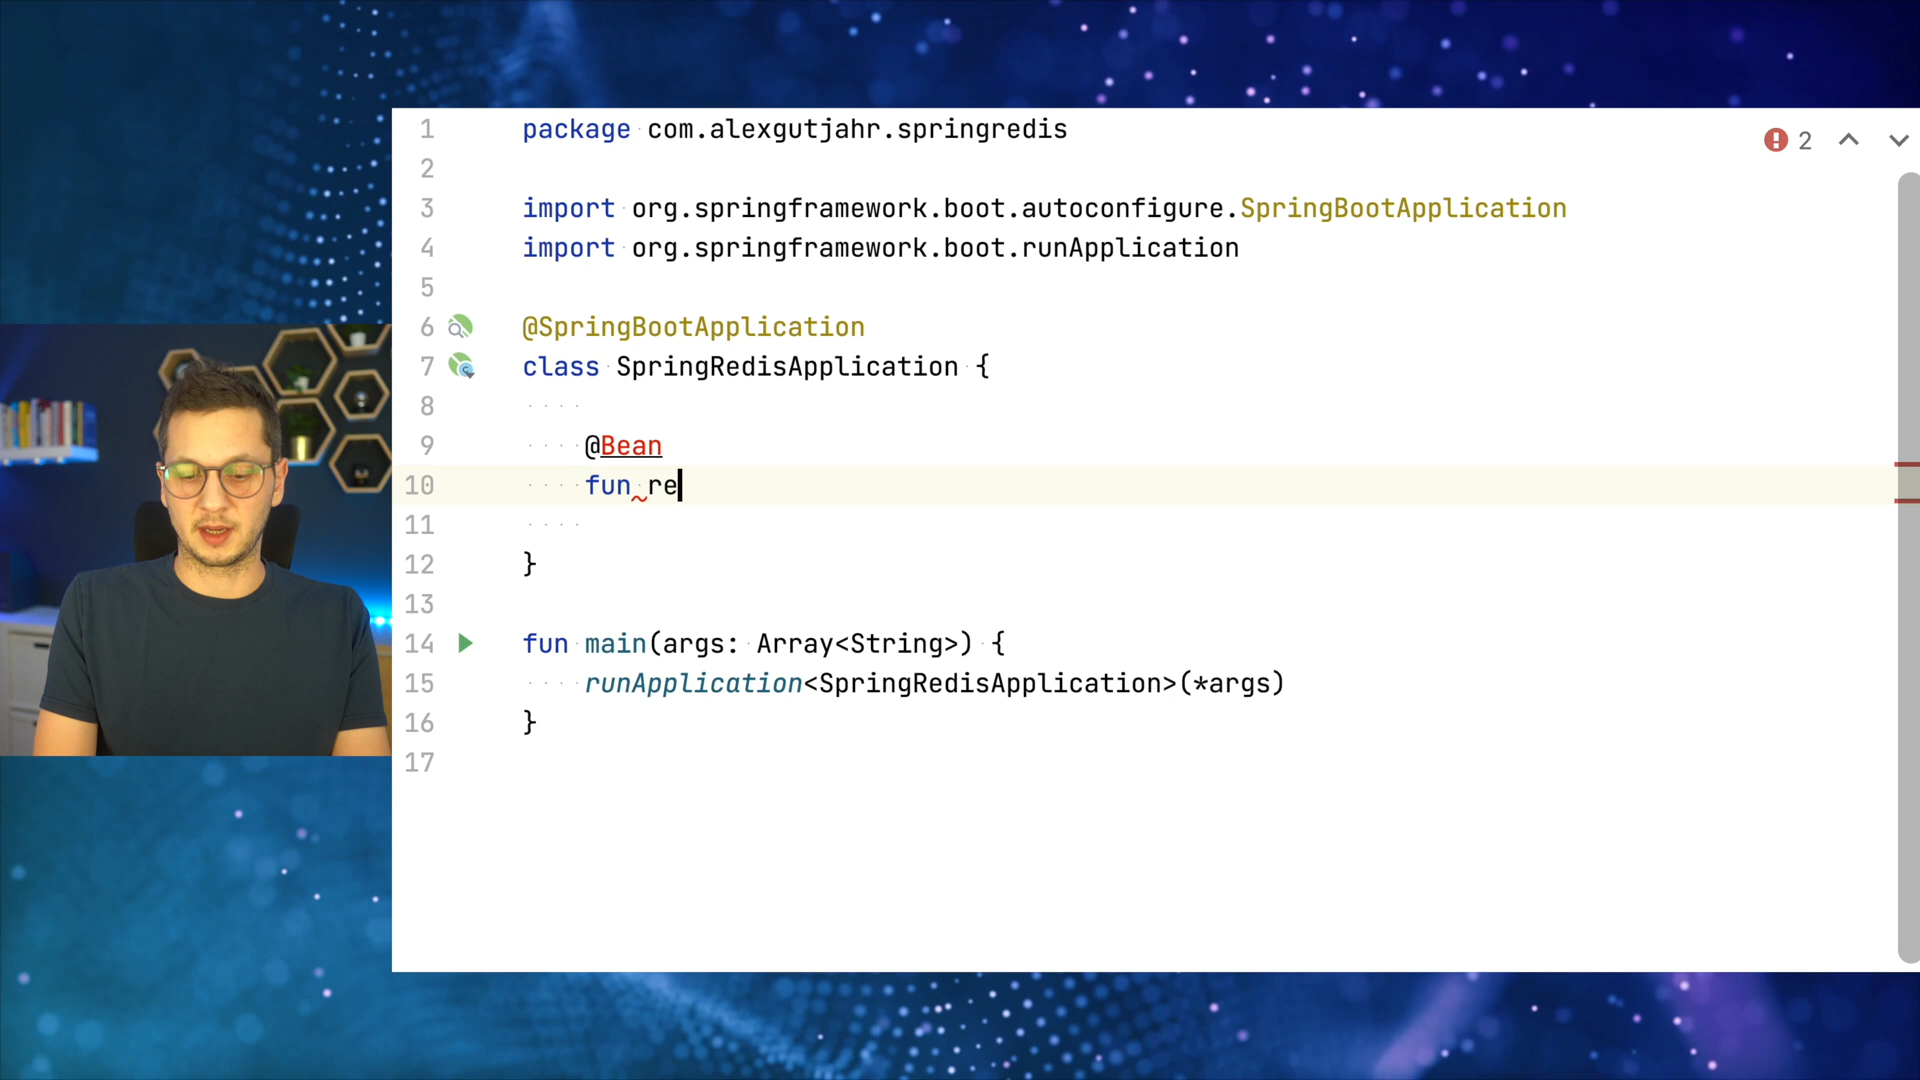 1 package com.alexgutjahr.springredis
2
3 import org.springframework.boot.autoconfigure.SpringBootApplication
4 import org.springframework.boot.runApplication
5
6 @SpringBootApplication
7 class SpringRedisApplication {
8
9 @Bean
10 fun re
11
12 }
13
14 fun main(args: Array<String>) {
15 runApplication<SpringRedisApplication>(*args)
16 }
17
2